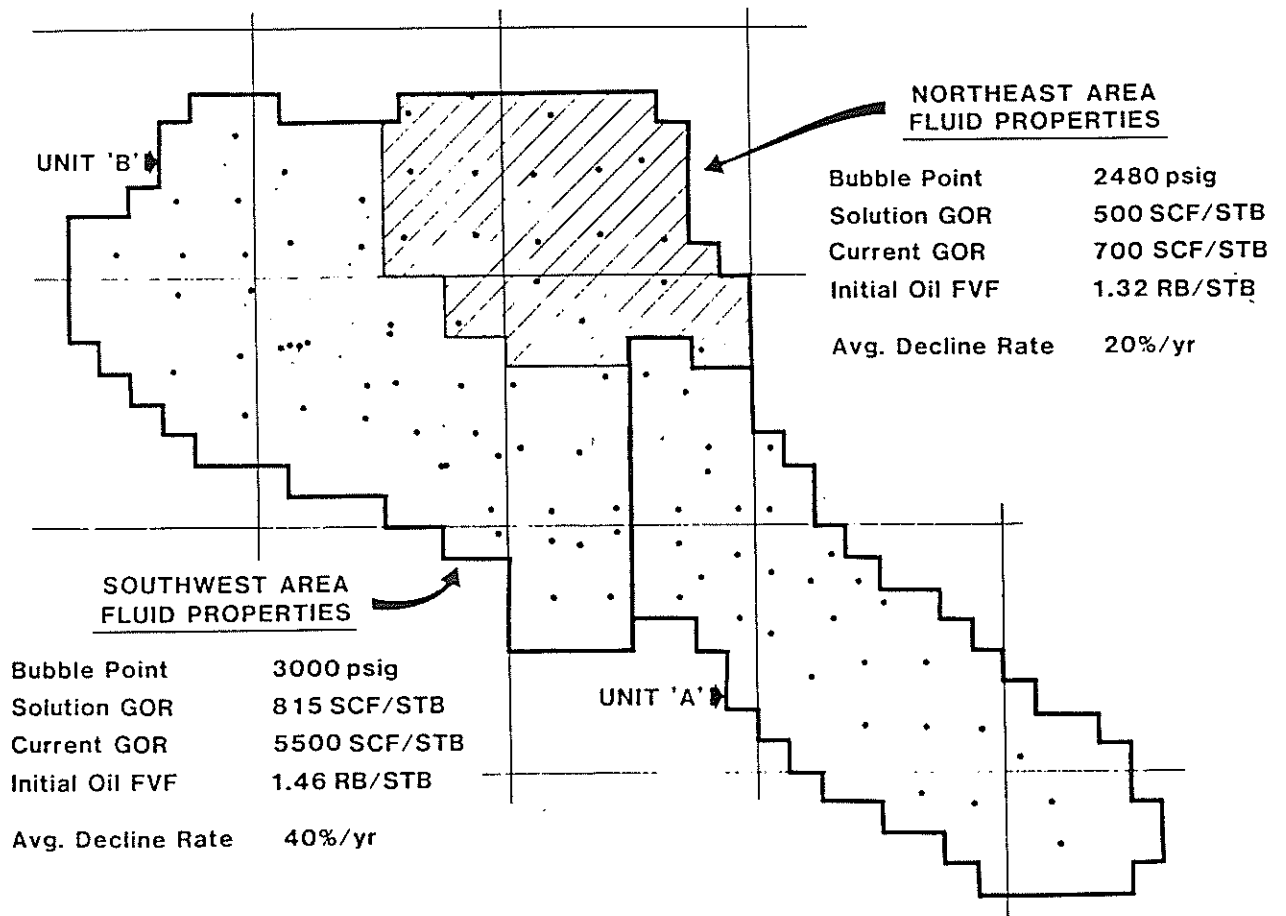 NORTHEAST AREA
FLUID PROPERTIES
Bubble Point 2480 psig
Solution GOR 500 SCF/STB
Current GOR 700 SCF/STB
Initial Oil FVF 1.32 RB/STB
Avg. Decline Rate 20%/yr
UNIT 'B'
SOUTHWEST AREA
FLUID PROPERTIES
Bubble Point 3000 psig
Solution GOR 815 SCF/STB
Current GOR 5500 SCF/STB
Initial Oil FVF 1.46 RB/STB
Avg. Decline Rate 40%/yr
UNIT 'A'